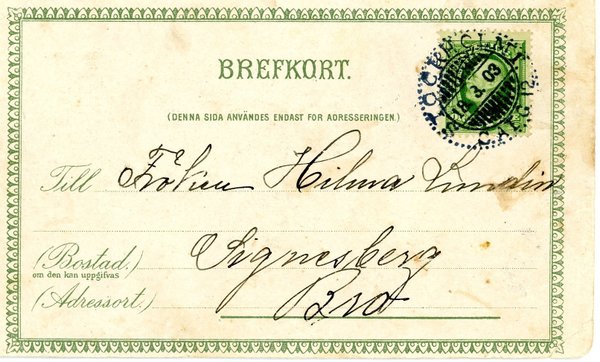 BREFKORT.
(DENNA SIDA ANVÄNDES ENDAST FÖR ADRESSERINGEN.)
Till Fröken Hilma Lundin
(Bostad.) Signesberg
om den kan uppgifvas
(Adressort.) Bro